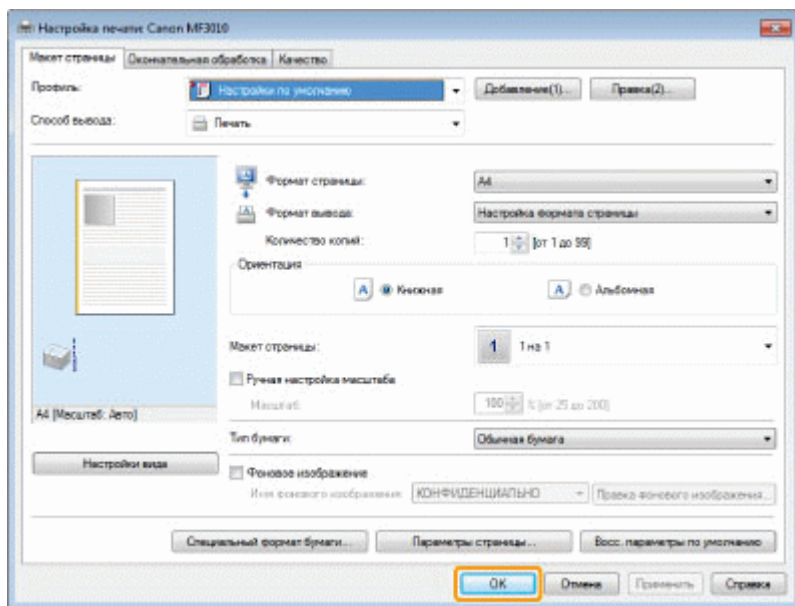 Настройка печати: Canon MF3010
Макет страницы Окончательная обработка Качество
Профиль: Настройки по умолчанию Добавление(1)... Правка(2)...
Способ вывода: Печать
Формат страницы: A4
Формат вывода: Настройка формата страницы
Количество копий: 1 [от 1 до 99]
Ориентация
A Книжная A Альбомная
Макет страницы: 1 1 на 1
Ручная настройка масштаба
Масштаб: 100 % [от 25 до 200]
A4 [Масштаб: Авто]
Тип бумаги: Обычная бумага
Настройки вида
Фоновое изображение
Имя фонового изображения: КОНФИДЕНЦИАЛЬНО Правка фонового изображения...
Специальный формат бумаги... Параметры страницы... Восс. параметры по умолчанию
OK Отмена Применить Справка